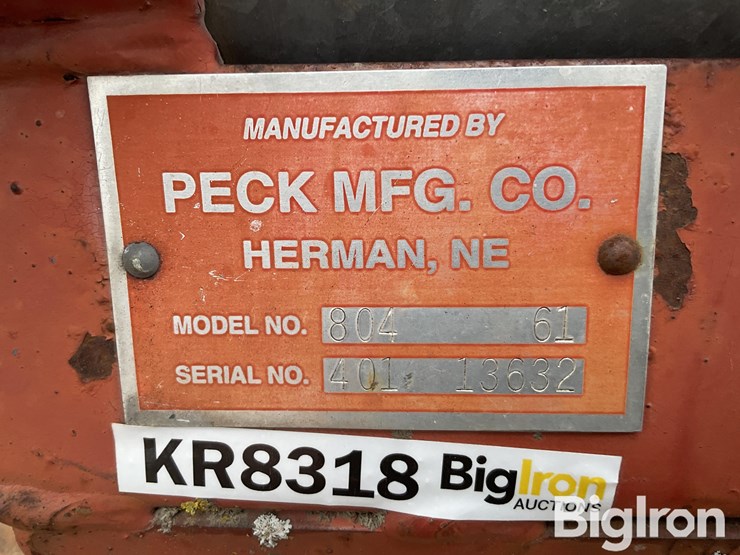 MANUFACTURED BY
PECK MFG. CO.
HERMAN, NE
MODEL NO. 804 61
SERIAL NO. 401 13632
KR8318 BigIron
AUCTIONS
BigIron